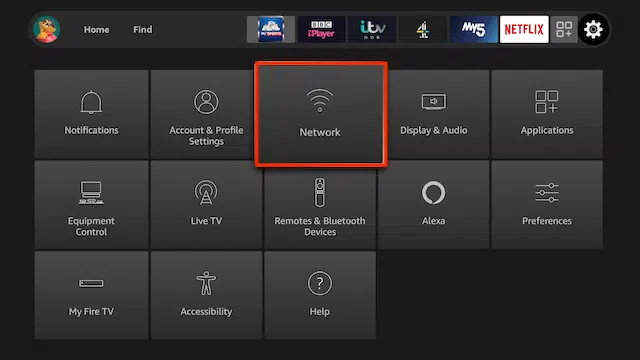 Home
Find
BBC
iPlayer
itv
HUB
4
MY5
NETFLIX
Notifications
Account & Profile
Settings
Network
Display & Audio
Applications
Equipment
Control
Live TV
Remotes & Bluetooth
Devices
Alexa
Preferences
My Fire TV
Accessibility
?
Help